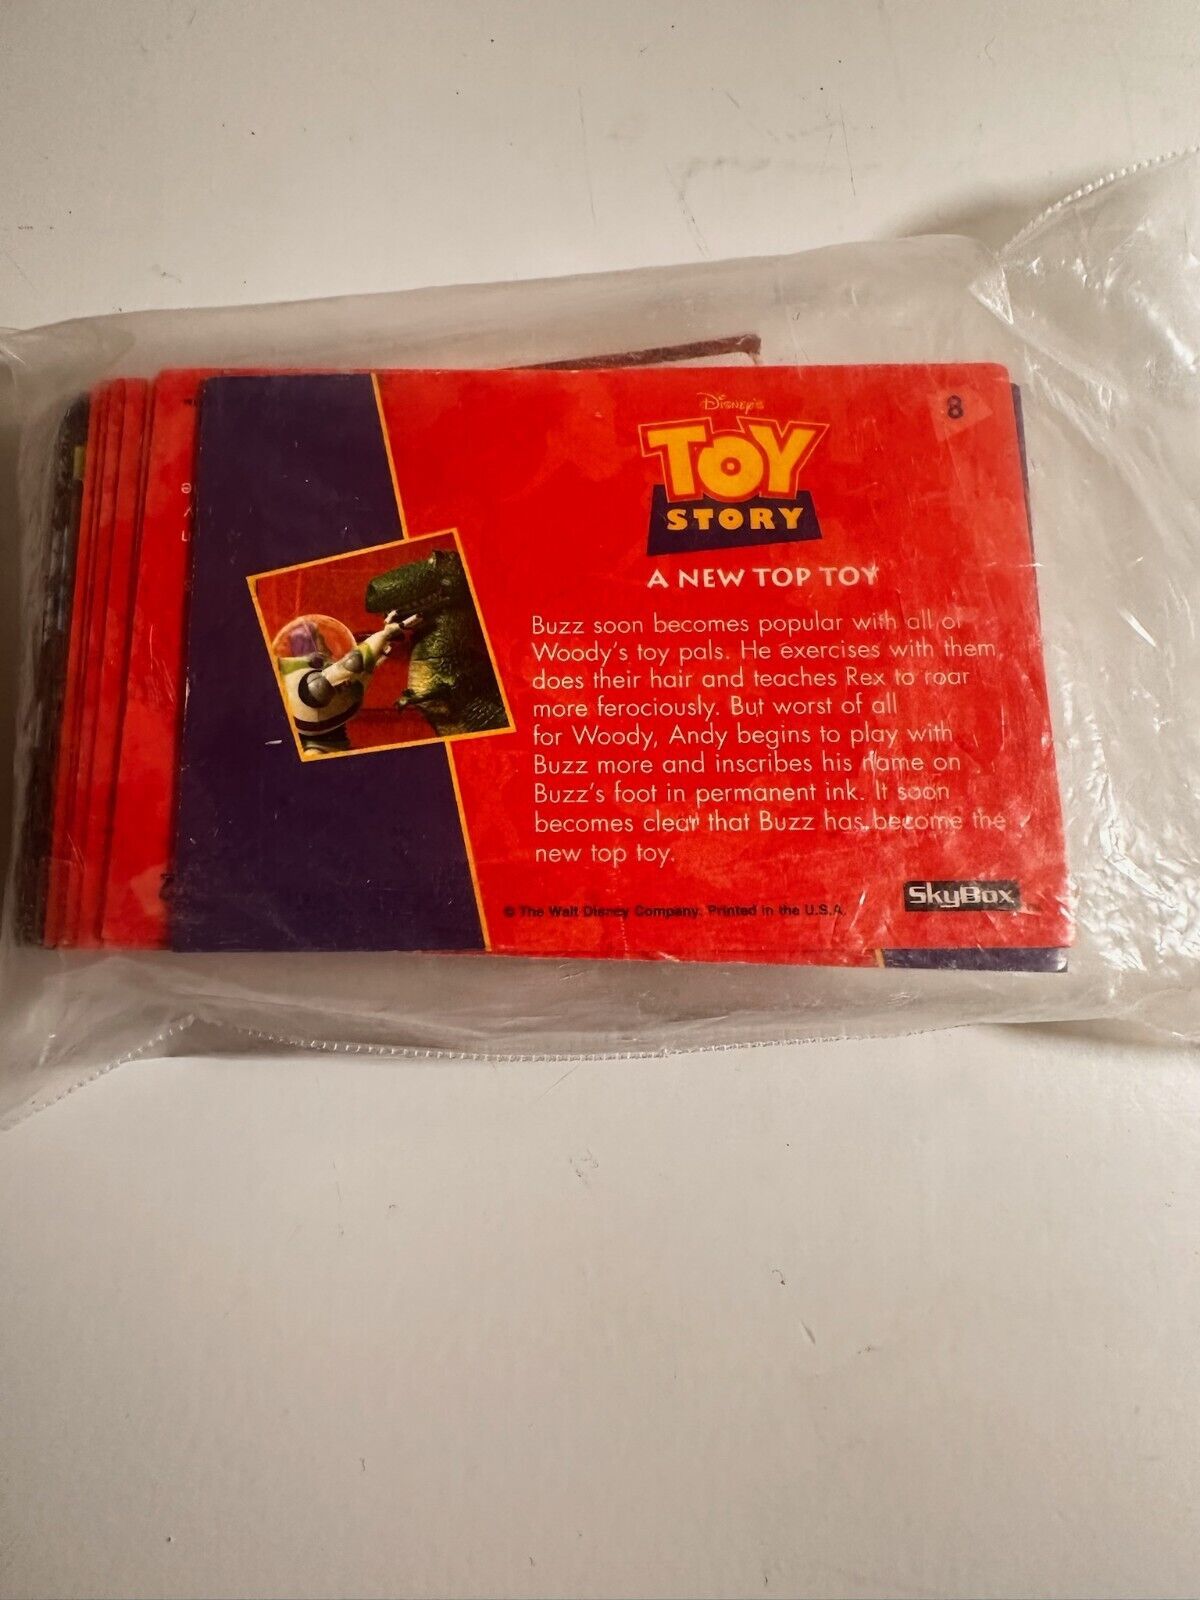 DISNEY'S
TOY
STORY
8
A NEW TOP TOY
Buzz soon becomes popular with all of
Woody's toy pals. He exercises with them,
does their hair and teaches Rex to roar
more ferociously. But worst of all
for Woody, Andy begins to play with
Buzz more and inscribes his name on
Buzz's foot in permanent ink. It soon
becomes clear that Buzz has become the
new top toy.
© The Walt Disney Company. Printed in the U.S.A.
SkyBox